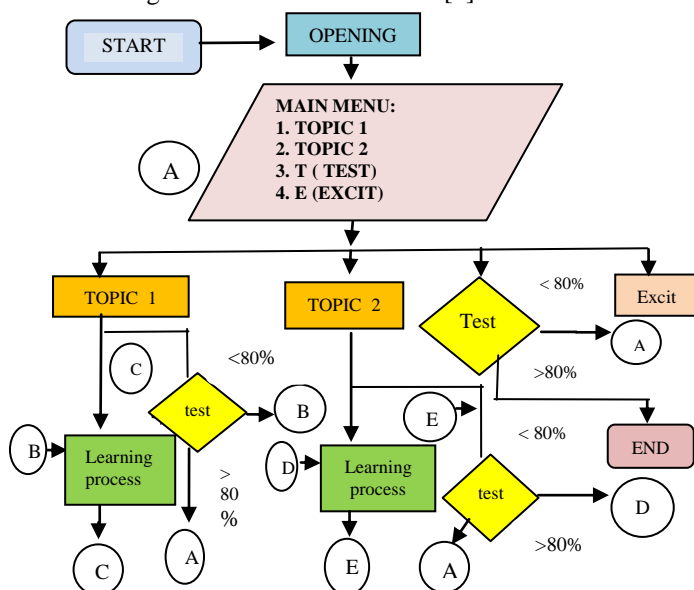 [ ]
START
OPENING
MAIN MENU:
1. TOPIC 1
2. TOPIC 2
3. T ( TEST)
4. E (EXCIT)
A
TOPIC 1
TOPIC 2
Test
< 80%
Excit
A
>80%
END
C
<80%
test
B
B
Learning
process
>
80
%
C
A
E
< 80%
D
Learning
process
test
D
>80%
E
A